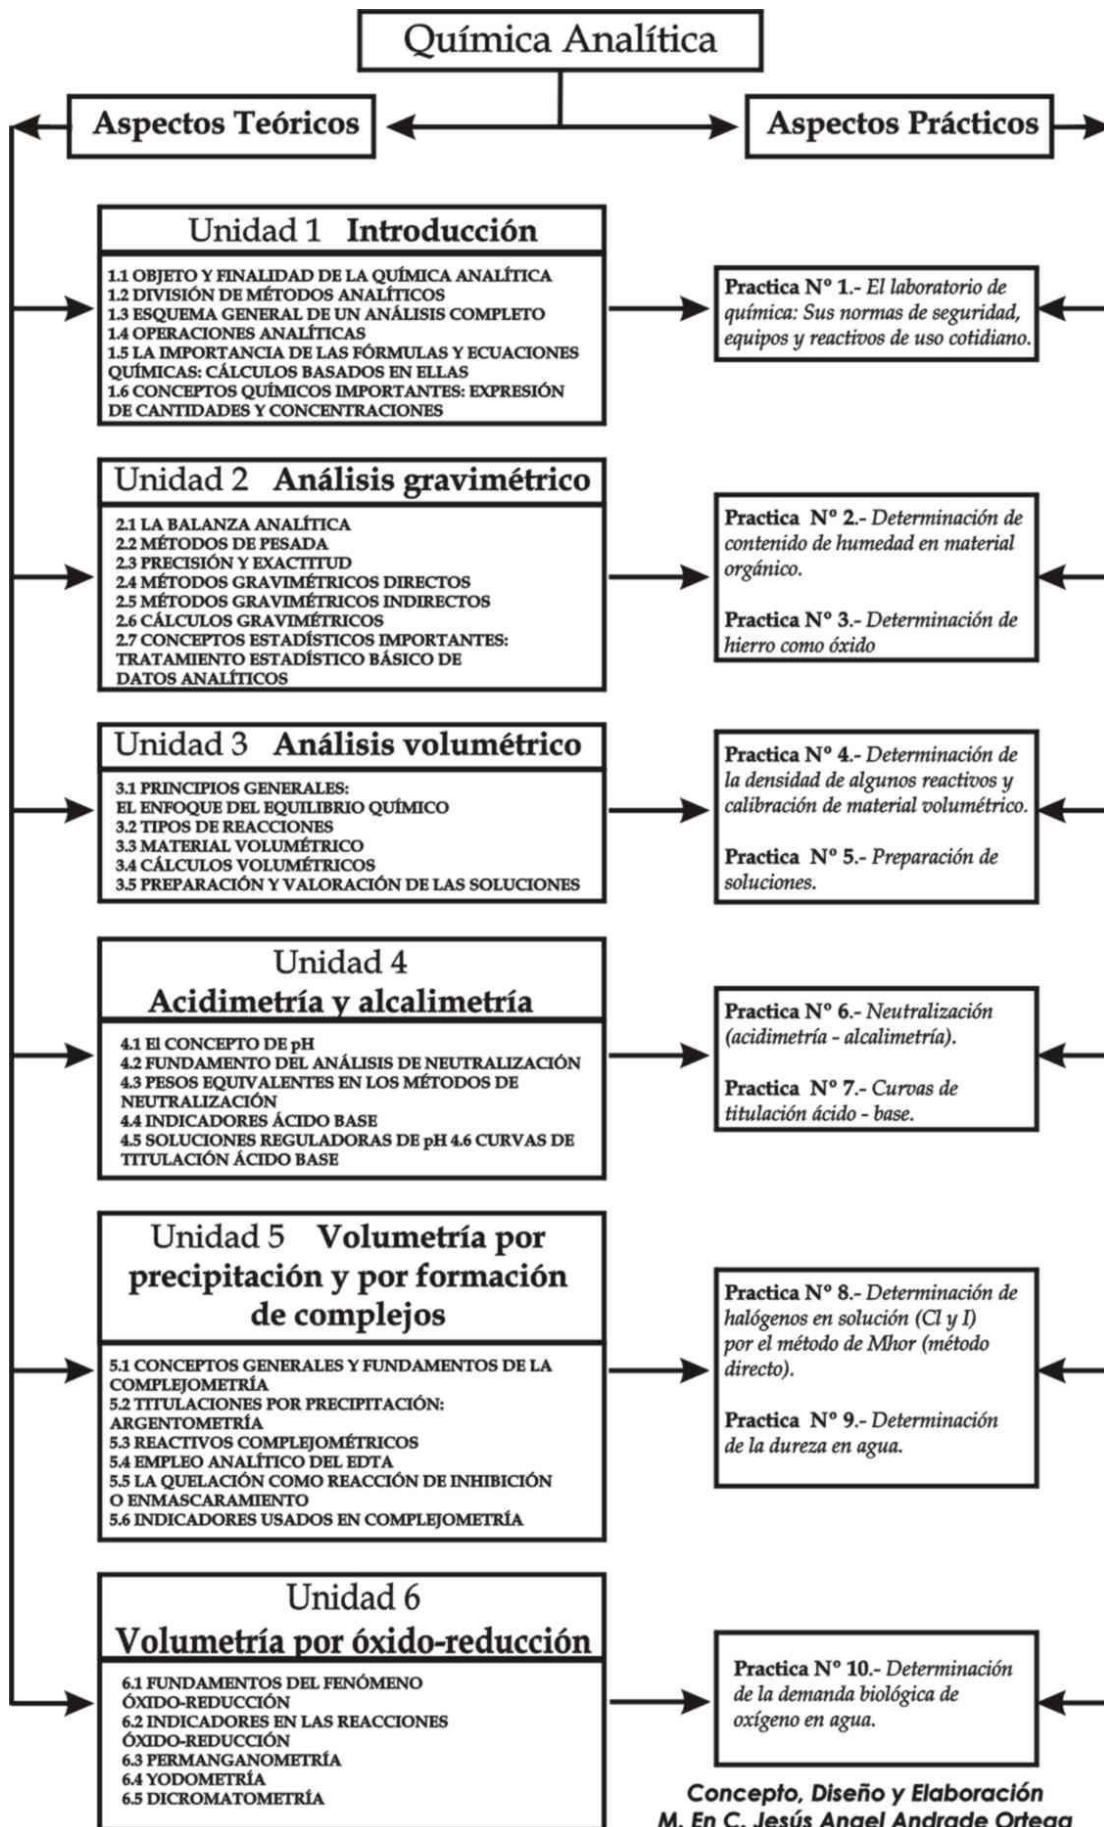 Química Analítica
Aspectos Teóricos
Aspectos Prácticos
Unidad 1 Introducción
1.1 OBJETO Y FINALIDAD DE LA QUÍMICA ANALÍTICA
1.2 DIVISIÓN DE MÉTODOS ANALÍTICOS
1.3 ESQUEMA GENERAL DE UN ANÁLISIS COMPLETO
1.4 OPERACIONES ANALÍTICAS
1.5 LA IMPORTANCIA DE LAS FÓRMULAS Y ECUACIONES
QUÍMICAS: CÁLCULOS BASADOS EN ELLAS
1.6 CONCEPTOS QUÍMICOS IMPORTANTES: EXPRESIÓN
DE CANTIDADES Y CONCENTRACIONES
Practica Nº 1.- El laboratorio de
química: Sus normas de seguridad,
equipos y reactivos de uso cotidiano.
Unidad 2 Análisis gravimétrico
2.1 LA BALANZA ANALÍTICA
2.2 MÉTODOS DE PESADA
2.3 PRECISIÓN Y EXACTITUD
2.4 MÉTODOS GRAVIMÉTRICOS DIRECTOS
2.5 MÉTODOS GRAVIMÉTRICOS INDIRECTOS
2.6 CÁLCULOS GRAVIMÉTRICOS
2.7 CONCEPTOS ESTADÍSTICOS IMPORTANTES:
TRATAMIENTO ESTADÍSTICO BÁSICO DE
DATOS ANALÍTICOS
Practica Nº 2.- Determinación de
contenido de humedad en material
orgánico.
Practica Nº 3.- Determinación de
hierro como óxido
Unidad 3 Análisis volumétrico
3.1 PRINCIPIOS GENERALES:
EL ENFOQUE DEL EQUILIBRIO QUÍMICO
3.2 TIPOS DE REACCIONES
3.3 MATERIAL VOLUMÉTRICO
3.4 CÁLCULOS VOLUMÉTRICOS
3.5 PREPARACIÓN Y VALORACIÓN DE LAS SOLUCIONES
Practica Nº 4.- Determinación de
la densidad de algunos reactivos y
calibración de material volumétrico.
Practica Nº 5.- Preparación de
soluciones.
Unidad 4
Acidimetría y alcalimetría
4.1 El CONCEPTO DE pH
4.2 FUNDAMENTO DEL ANÁLISIS DE NEUTRALIZACIÓN
4.3 PESOS EQUIVALENTES EN LOS MÉTODOS DE
NEUTRALIZACIÓN
4.4 INDICADORES ÁCIDO BASE
4.5 SOLUCIONES REGULADORAS DE pH 4.6 CURVAS DE
TITULACIÓN ÁCIDO BASE
Practica Nº 6.- Neutralización
(acidimetría - alcalimetría).
Practica Nº 7.- Curvas de
titulación ácido - base.
Unidad 5 Volumetría por
precipitación y por formación
de complejos
5.1 CONCEPTOS GENERALES Y FUNDAMENTOS DE LA
COMPLEJOMETRÍA
5.2 TITULACIONES POR PRECIPITACIÓN:
ARGENTOMETRÍA
5.3 REACTIVOS COMPLEJOMÉTRICOS
5.4 EMPLEO ANALÍTICO DEL EDTA
5.5 LA QUELACIÓN COMO REACCIÓN DE INHIBICIÓN
O ENMASCARAMIENTO
5.6 INDICADORES USADOS EN COMPLEJOMETRÍA
Practica Nº 8.- Determinación de
halógenos en solución (Cl y I)
por el método de Mhor (método
directo).
Practica Nº 9.- Determinación
de la dureza en agua.
Unidad 6
Volumetría por óxido-reducción
6.1 FUNDAMENTOS DEL FENÓMENO
ÓXIDO-REDUCCIÓN
6.2 INDICADORES EN LAS REACCIONES
ÓXIDO-REDUCCIÓN
6.3 PERMANGANOMETRÍA
6.4 YODOMETRÍA
6.5 DICROMATOMETRÍA
Practica Nº 10.- Determinación
de la demanda biológica de
oxígeno en agua.
Concepto, Diseño y Elaboración
M. En C. Jesús Angel Andrade Ortega